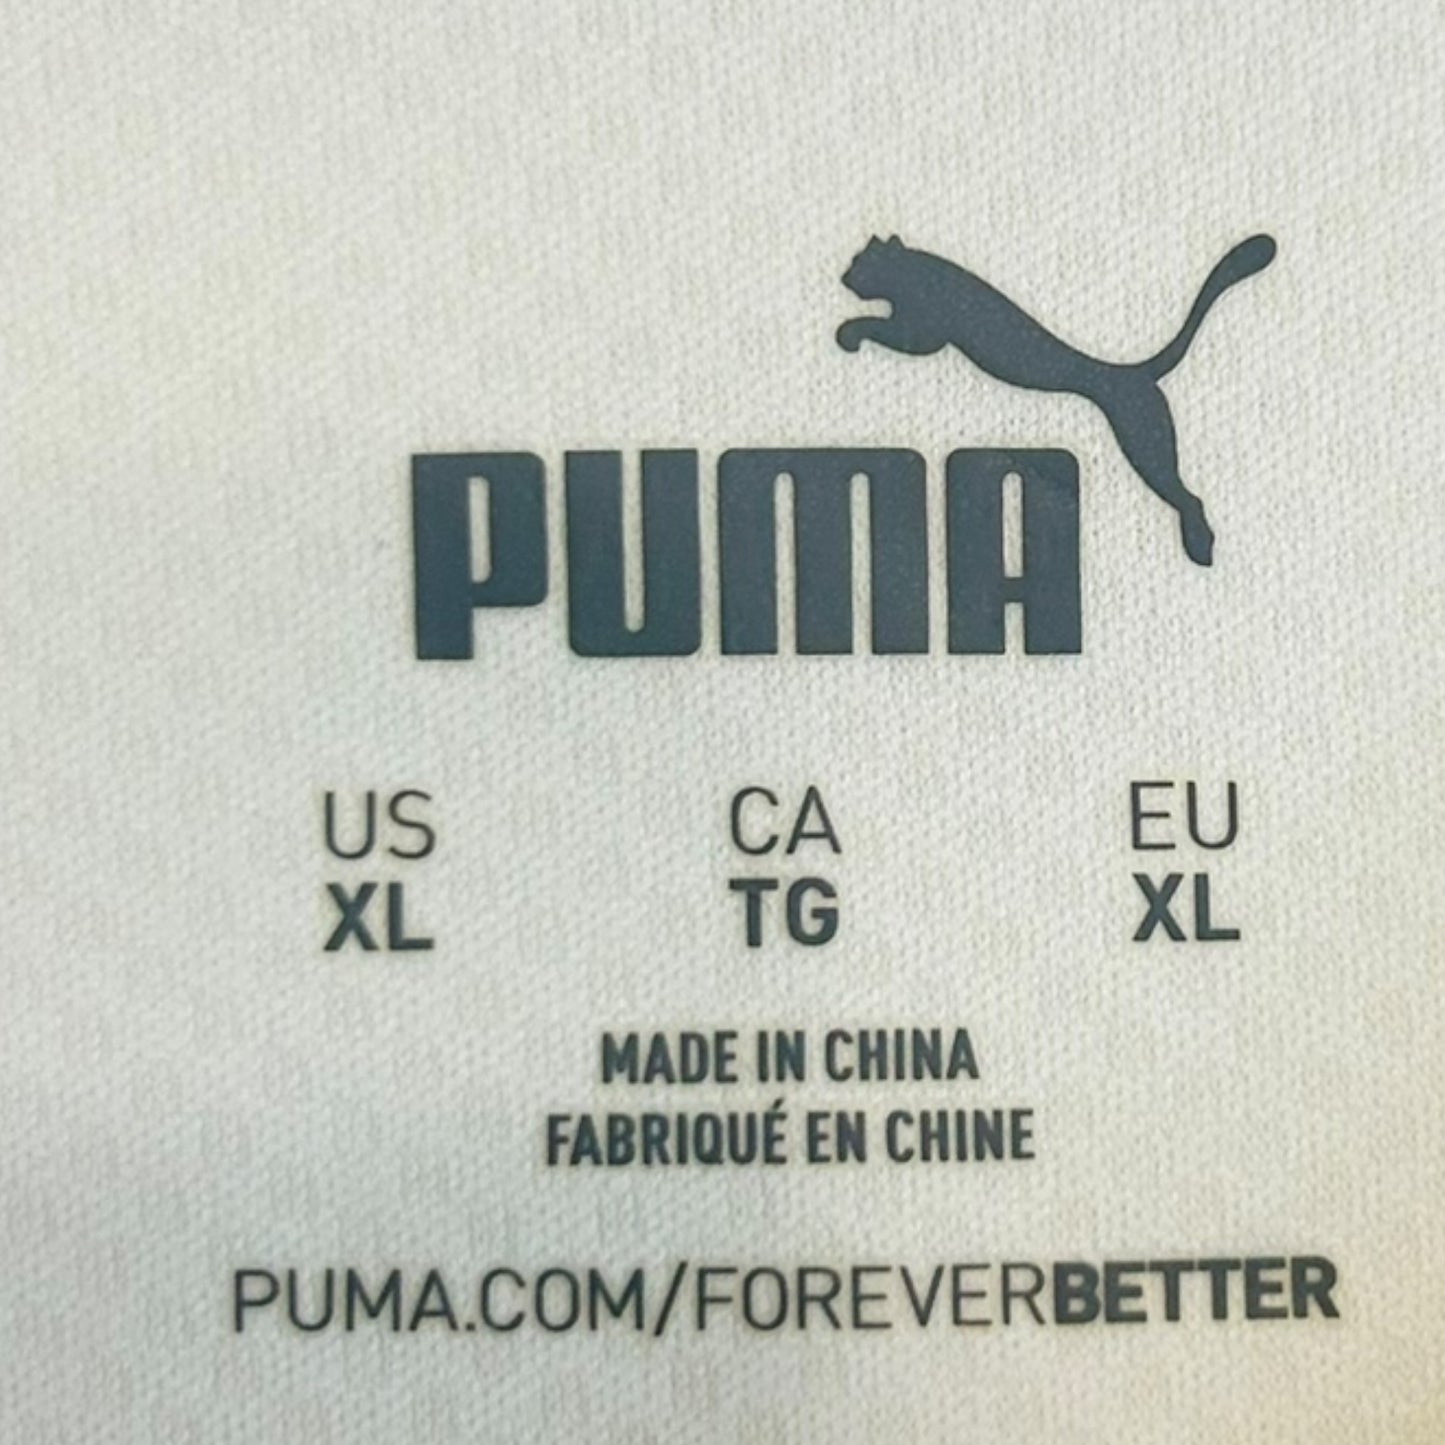 PUMA
US CA EU
XL TG XL
MADE IN CHINA
FABRIQUÉ EN CHINE
PUMA.COM/FOREVERBETTER